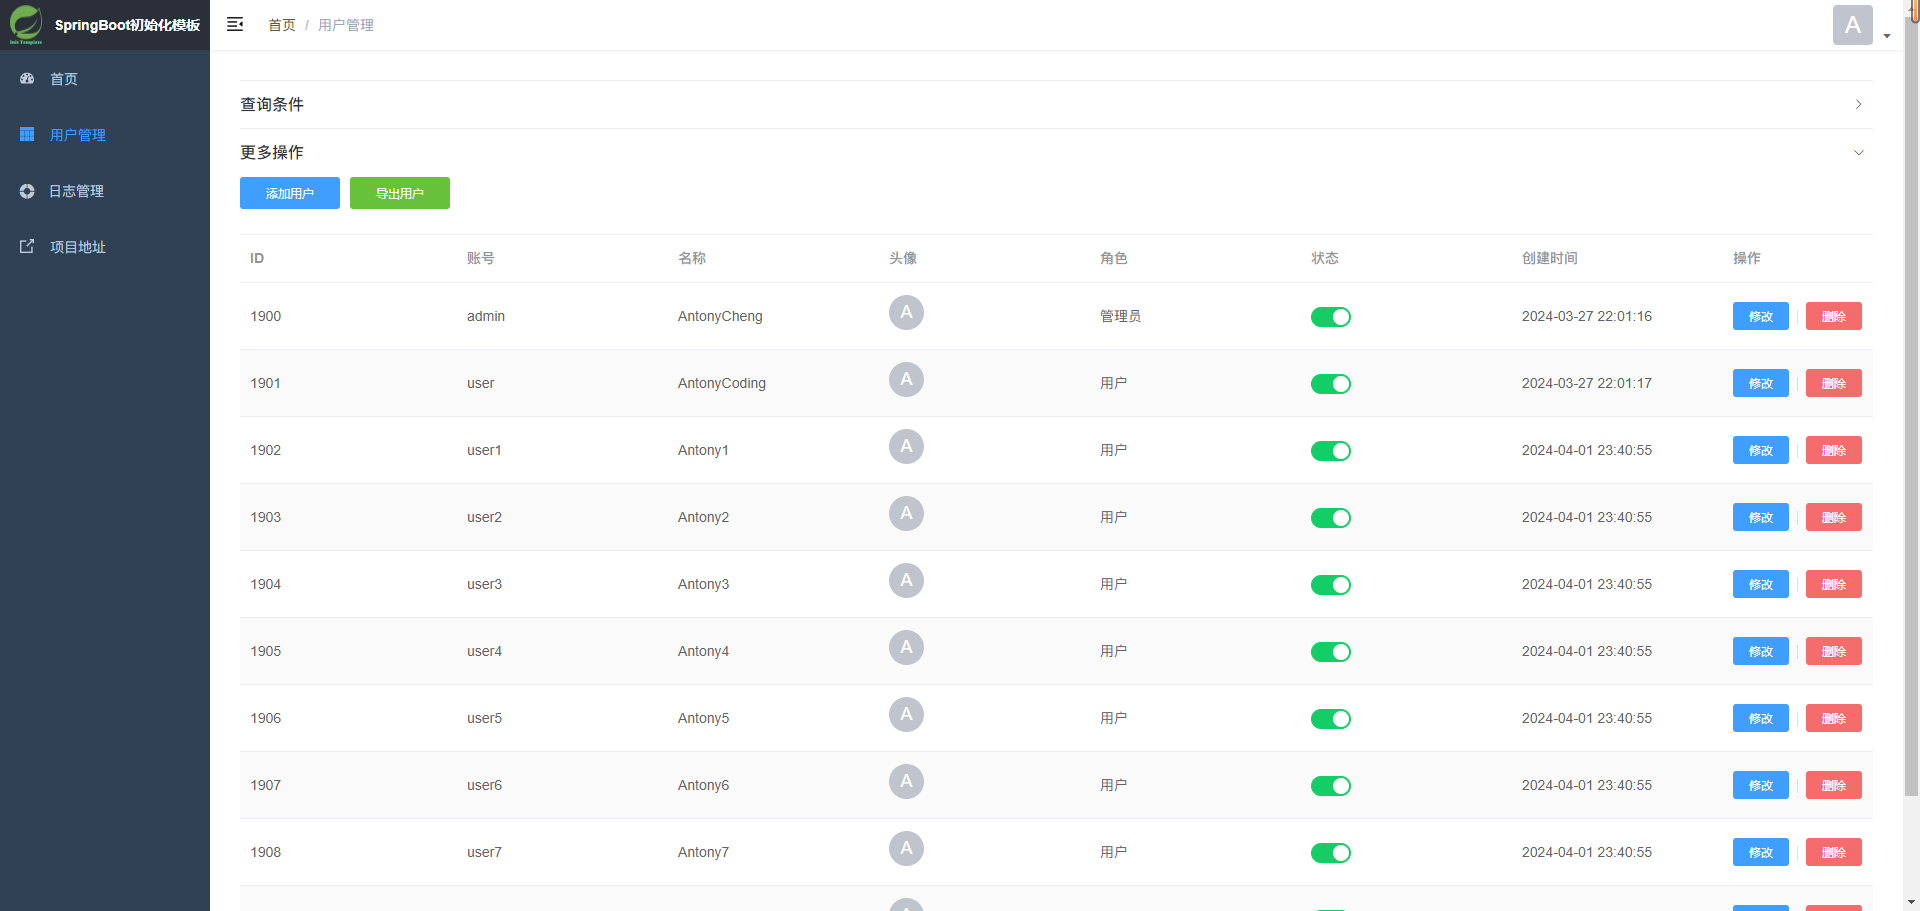 SpringBoot初始化模板
Init Template
首页 / 用户管理
A
首页
用户管理
日志管理
项目地址
查询条件
更多操作
添加用户 导出用户
ID 账号 名称 头像 角色 状态 创建时间 操作
1900 admin AntonyCheng A 管理员 2024-03-27 22:01:16 修改 删除
1901 user AntonyCoding A 用户 2024-03-27 22:01:17 修改 删除
1902 user1 Antony1 A 用户 2024-04-01 23:40:55 修改 删除
1903 user2 Antony2 A 用户 2024-04-01 23:40:55 修改 删除
1904 user3 Antony3 A 用户 2024-04-01 23:40:55 修改 删除
1905 user4 Antony4 A 用户 2024-04-01 23:40:55 修改 删除
1906 user5 Antony5 A 用户 2024-04-01 23:40:55 修改 删除
1907 user6 Antony6 A 用户 2024-04-01 23:40:55 修改 删除
1908 user7 Antony7 A 用户 2024-04-01 23:40:55 修改 删除